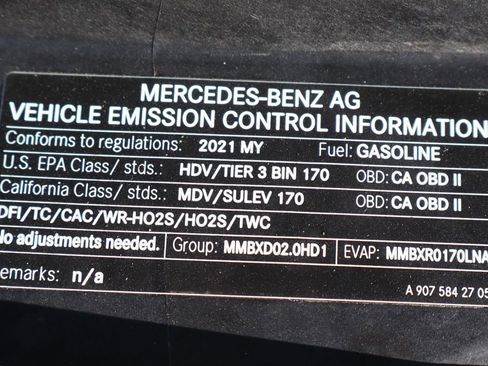 MERCEDES-BENZ AG
VEHICLE EMISSION CONTROL INFORMATION
Conforms to regulations: 2021 MY Fuel: GASOLINE
U.S. EPA Class/ stds.: HDV/TIER 3 BIN 170 OBD: CA OBD II
California Class/ stds.: MDV/SULEV 170 OBD: CA OBD II
DFI/TC/CAC/WR-HO2S/HO2S/TWC
No adjustments needed. Group: MMBXD02.0HD1 EVAP: MMBXR0170LNA
Remarks: n/a
A 907 584 27 05